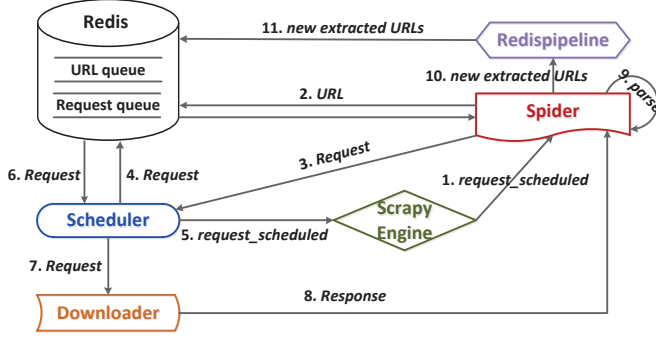 Redis
URL queue
Request queue
11. new extracted URLs
Redispipeline
10. new extracted URLs
9. parse
2. URL
Spider
3. Request
1. request_scheduled
6. Request
4. Request
Scheduler
5. request_scheduled
Scrapy
Engine
7. Request
8. Response
Downloader